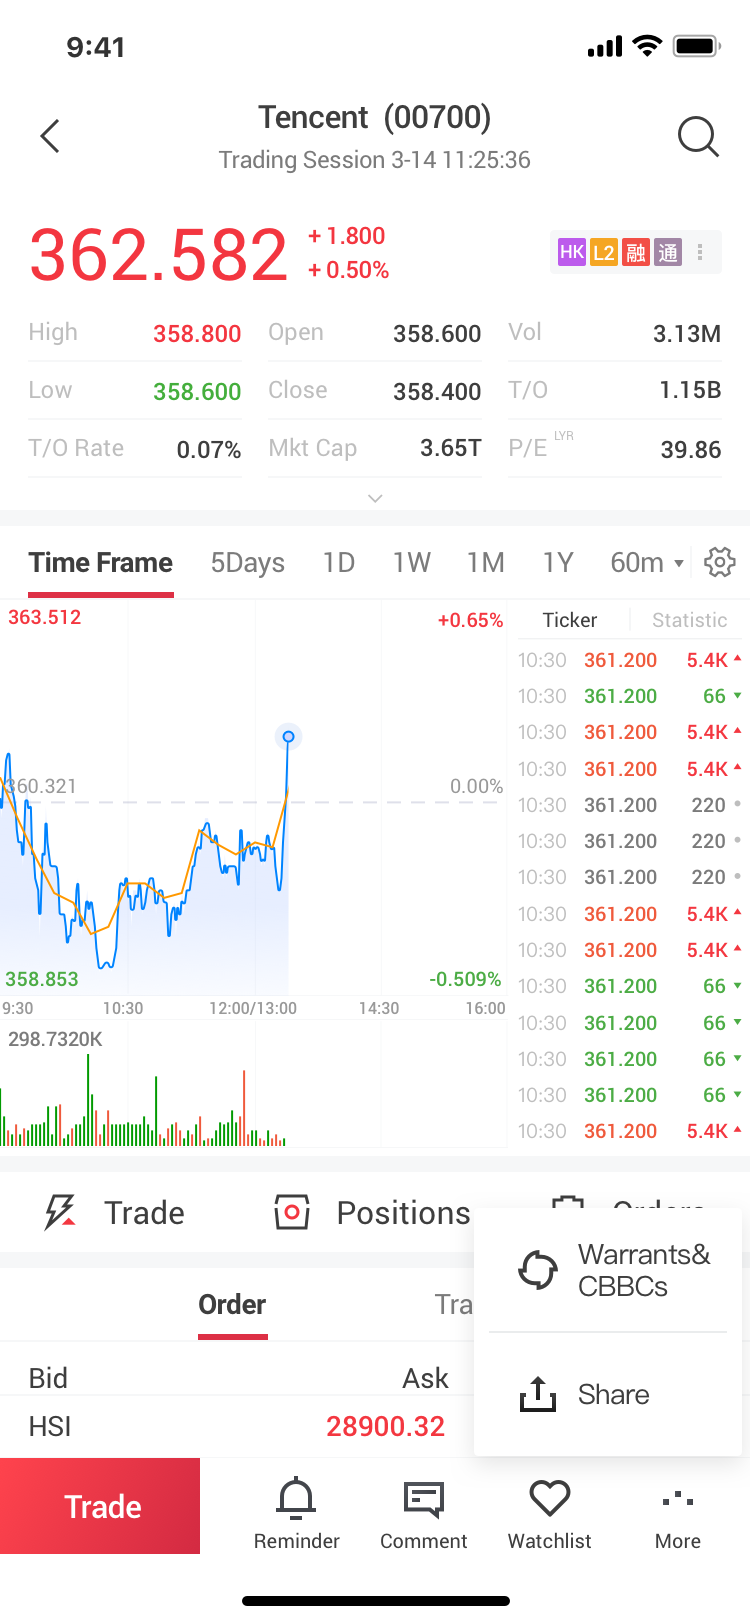 9:41
Tencent (00700)
Trading Session 3-14 11:25:36
362.582
+ 1.800
+ 0.50%
HK L2 融 通
High 358.800 Open 358.600 Vol 3.13M
Low 358.600 Close 358.400 T/O 1.15B
T/O Rate 0.07% Mkt Cap 3.65T P/E LYR 39.86
Time Frame 5Days 1D 1W 1M 1Y 60m
363.512 +0.65%
360.321 0.00%
358.853 -0.509%
9:30 10:30 12:00/13:00 14:30 16:00
298.7320K
Ticker Statistic
10:30 361.200 5.4K
10:30 361.200 66
10:30 361.200 5.4K
10:30 361.200 5.4K
10:30 361.200 220
10:30 361.200 220
10:30 361.200 220
10:30 361.200 5.4K
10:30 361.200 5.4K
10:30 361.200 66
10:30 361.200 66
10:30 361.200 66
10:30 361.200 66
10:30 361.200 5.4K
Trade Positions Orders
Order Tra
Bid Ask
HSI 28900.32
Warrants&
CBBCs
Share
Trade Reminder Comment Watchlist More